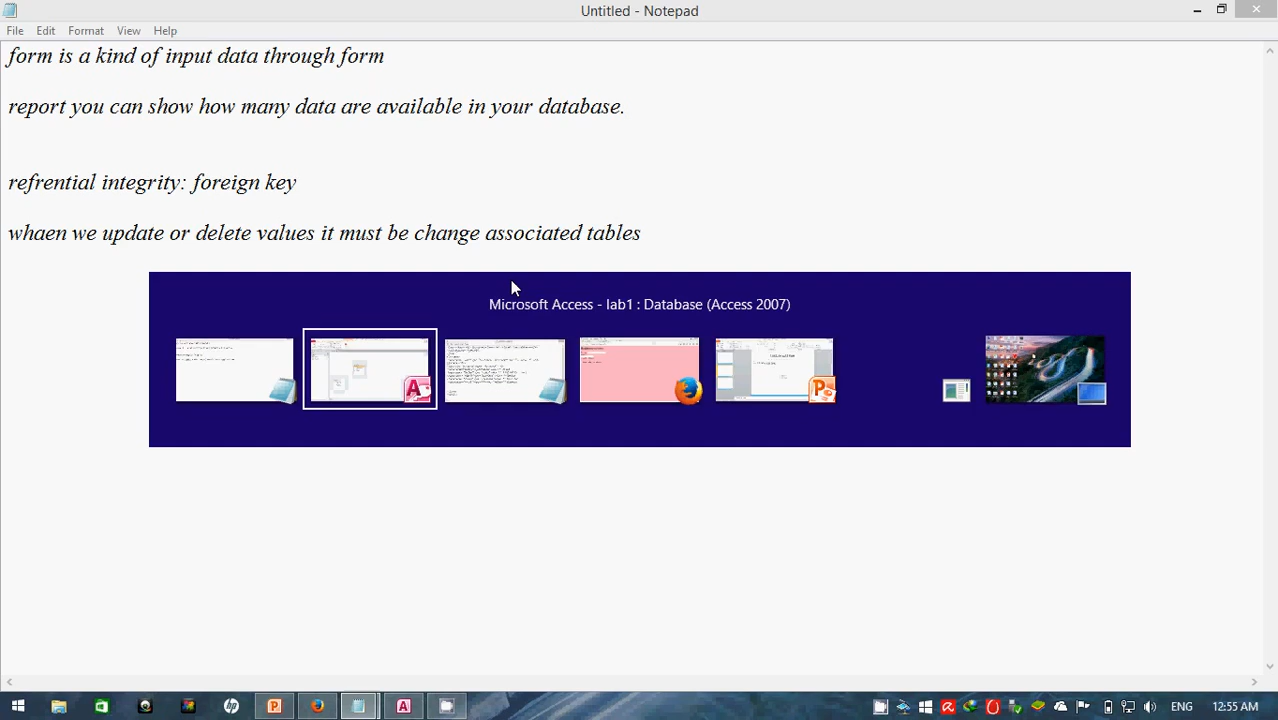 Untitled - Notepad
File Edit Format View Help
form is a kind of input data through form
report you can show how many data are available in your database.
refrential integrity: foreign key
whaen we update or delete values it must be change associated tables
Microsoft Access - lab1 : Database (Access 2007)
ENG 12:55 AM